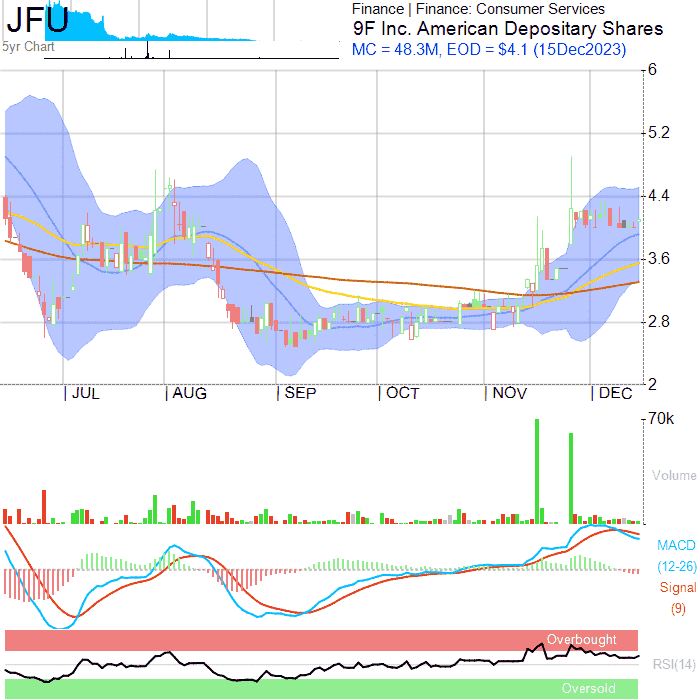 JFU
5yr Chart
Finance | Finance: Consumer Services
9F Inc. American Depositary Shares
MC = 48.3M, EOD = $4.1 (15Dec2023)
6
5.2
4.4
3.6
2.8
2
JUL AUG SEP OCT NOV DEC
70k
Volume
MACD
(12-26)
Signal
(9)
Overbought
RSI(14)
Oversold